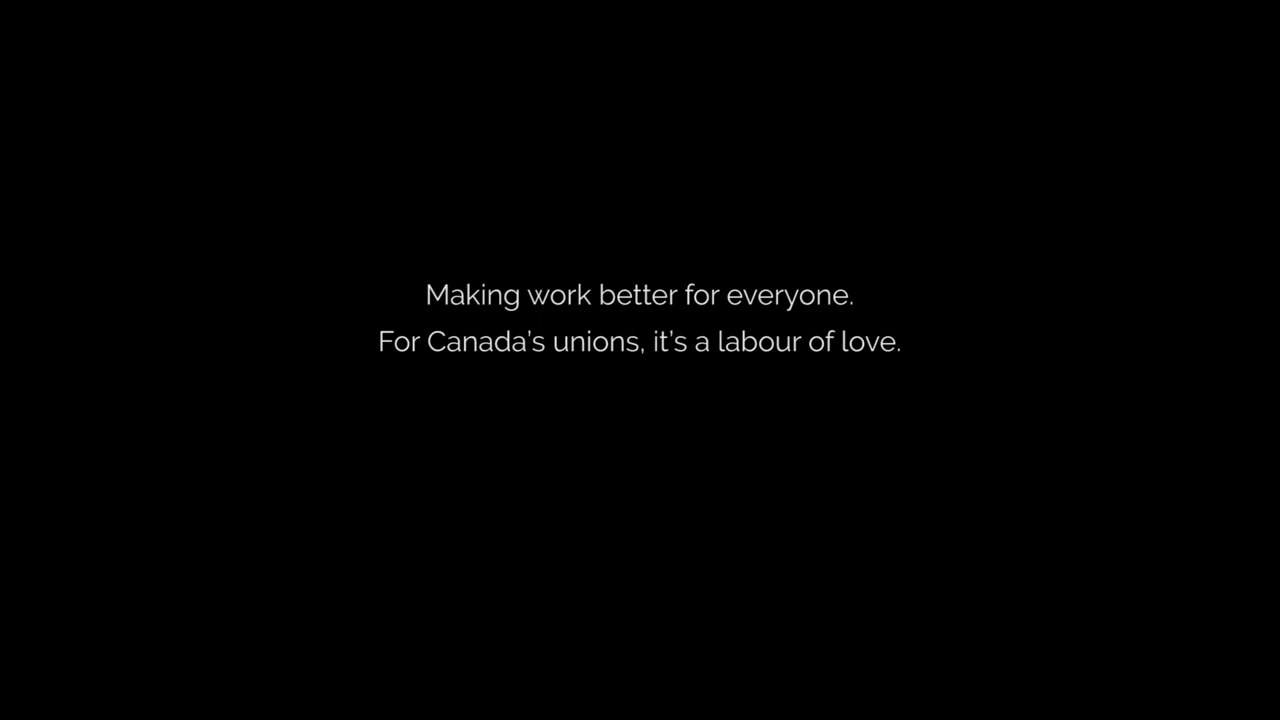 Making work better for everyone.
For Canada’s unions, it’s a labour of love.